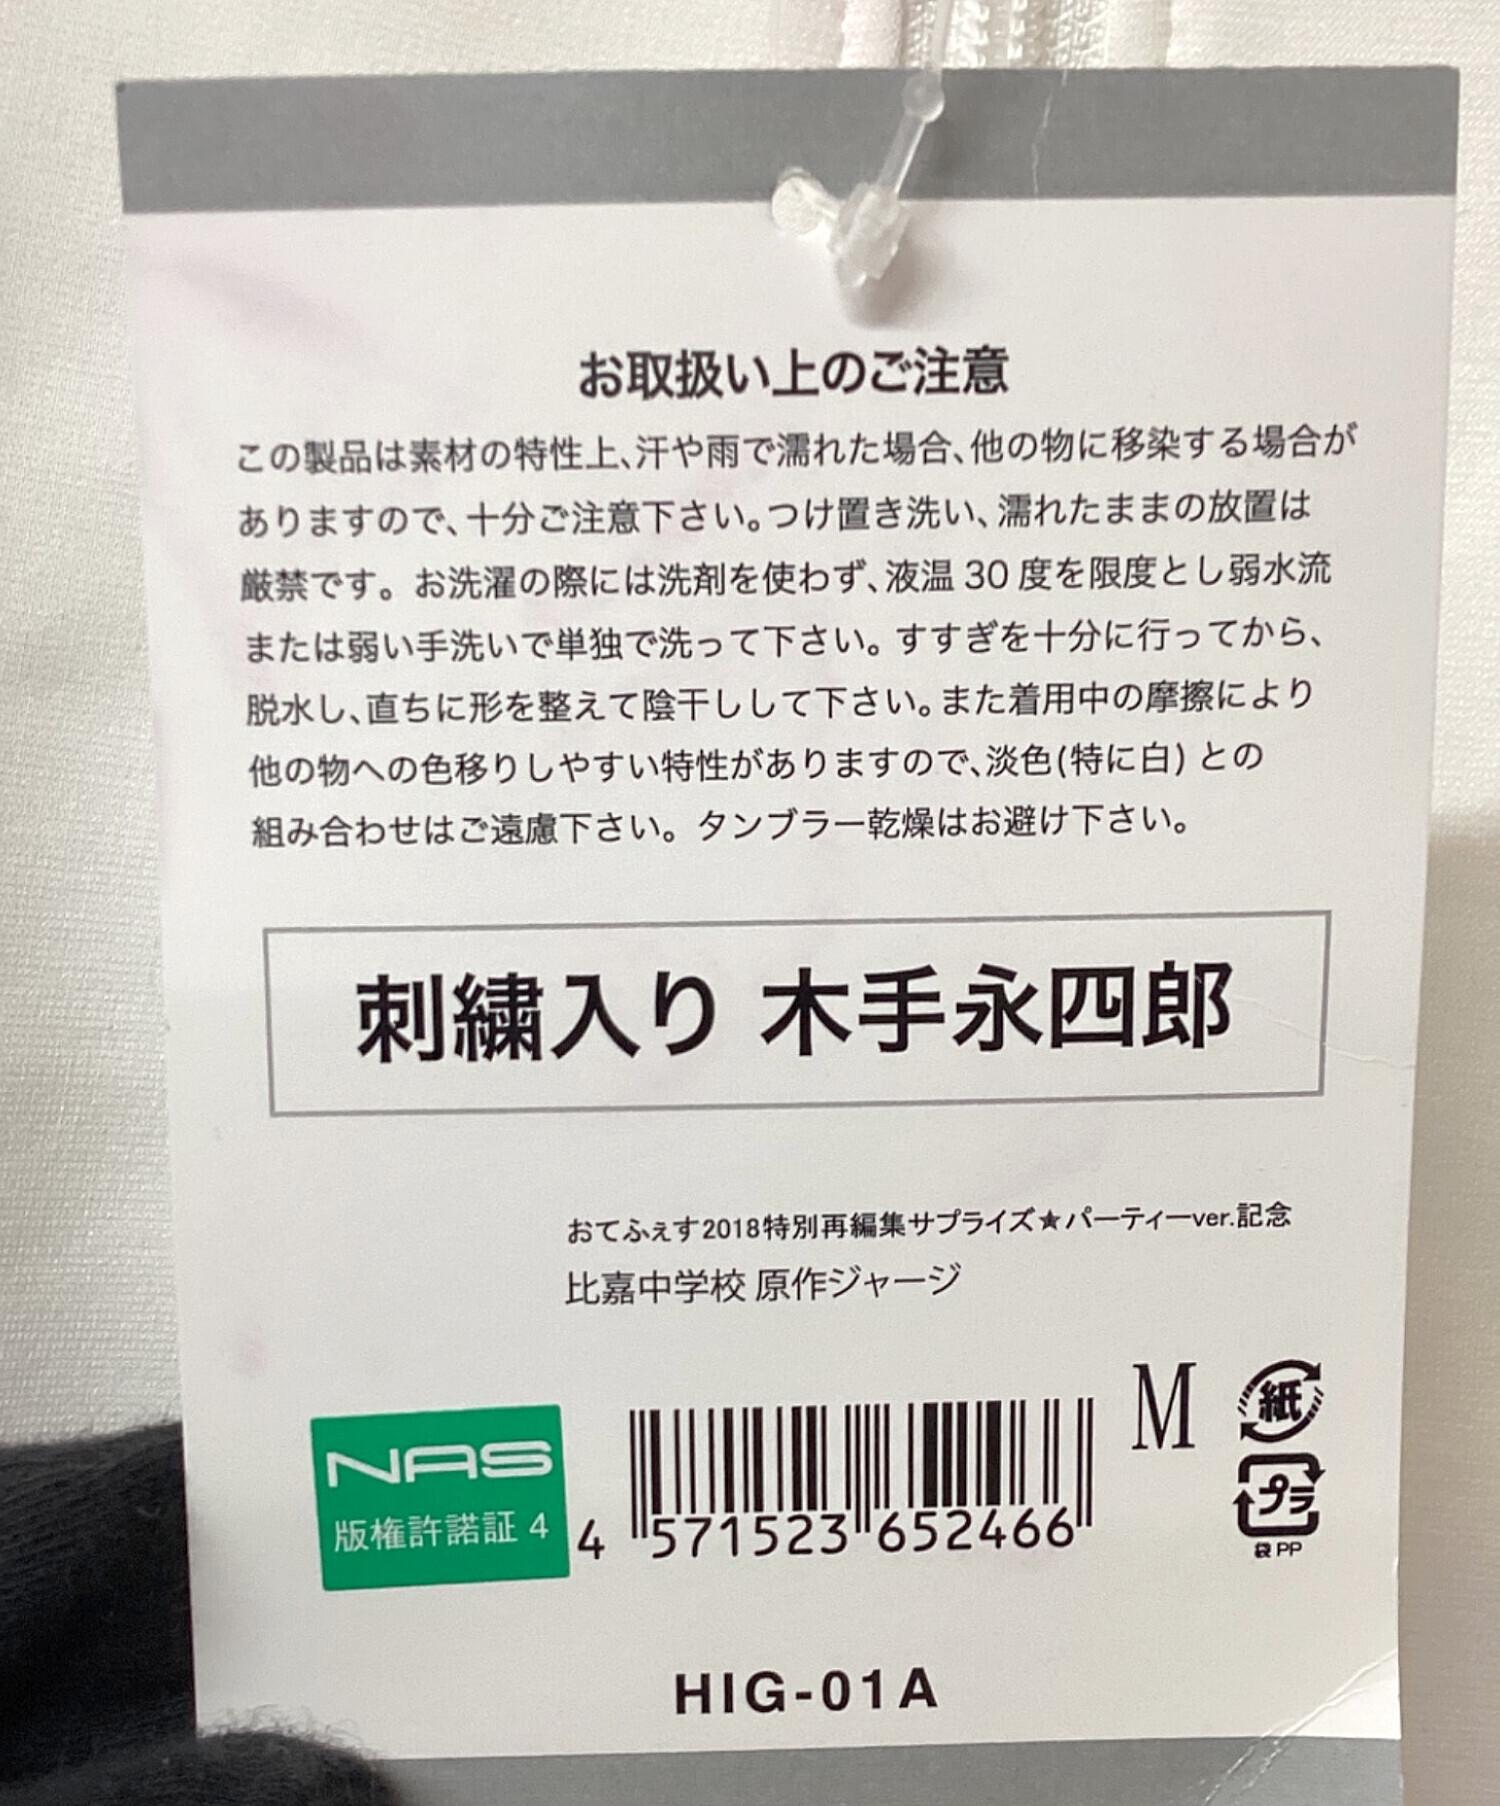 お取扱い上のご注意
この製品は素材の特性上、汗や雨で濡れた場合、他の物に移染する場合が
ありますので、十分ご注意下さい。つけ置き洗い、濡れたままの放置は
厳禁です。お洗濯の際には洗剤を使わず、液温 30 度を限度とし弱水流
または弱い手洗いで単独で洗って下さい。すすぎを十分に行ってから、
脱水し、直ちに形を整えて陰干しして下さい。また着用中の摩擦により
他の物への色移りしやすい特性がありますので、淡色(特に白) との
組み合わせはご遠慮下さい。タンブラー乾燥はお避け下さい。
刺繍入り 木手永四郎
おてふぇす2018特別再編集サプライズ★パーティーver.記念
比嘉中学校 原作ジャージ
M
紙
プラ
袋 PP
NAS
版権許諾証 4
4 571523 652466
HIG-01A